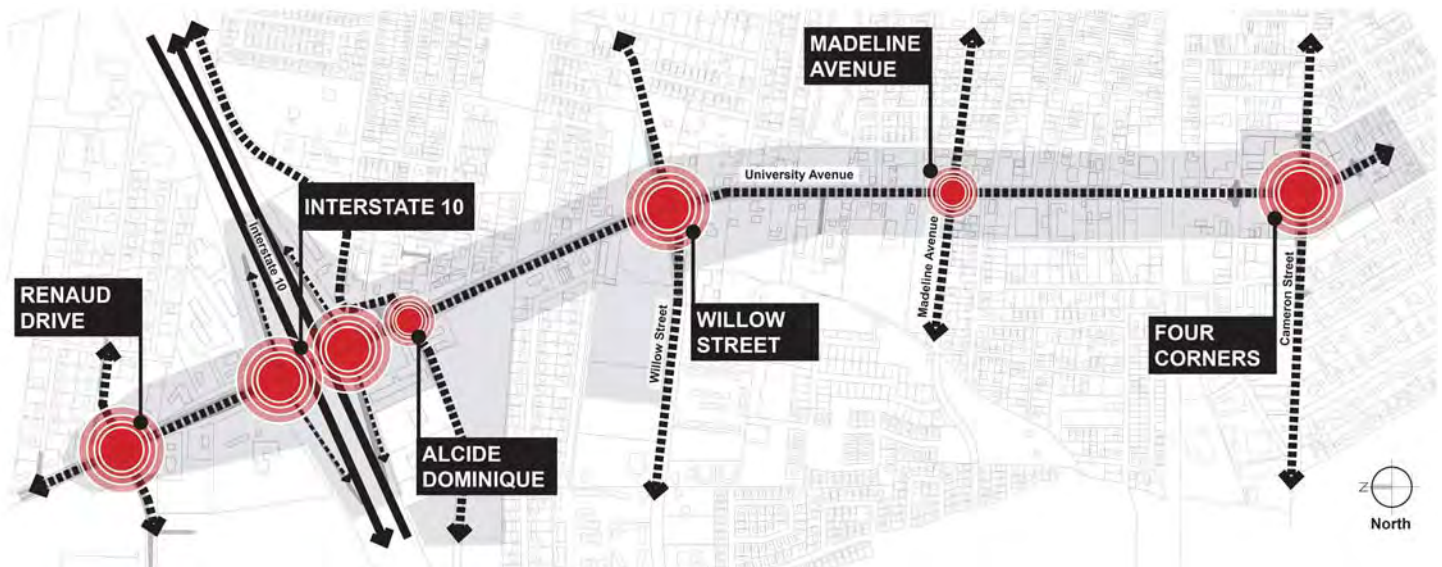 MADELINE
AVENUE
University Avenue
INTERSTATE 10
Interstate 10
RENAUD
DRIVE
Madeline Avenue
WILLOW
STREET
Willow Street
FOUR
CORNERS
Cameron Street
ALCIDE
DOMINIQUE
Z
North